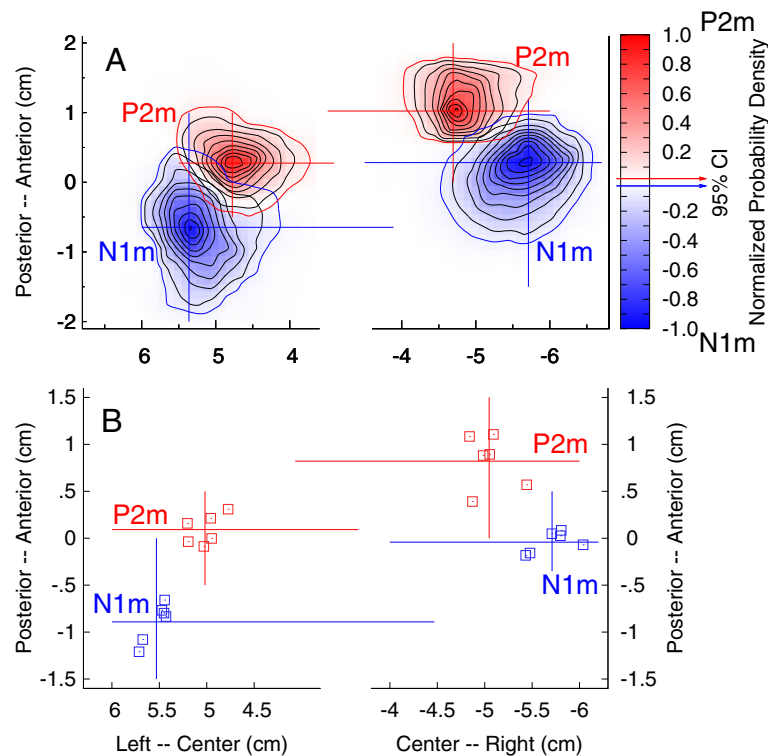 A
P2m
N1m
P2m
N1m
2
1
0
-1
-2
Posterior -- Anterior (cm)
6 5 4
-4 -5 -6
P2m
1.0
0.8
0.6
0.4
0.2
-0.2
-0.4
-0.6
-0.8
-1.0
N1m
95% CI
Normalized Probability Density
B
P2m
N1m
P2m
N1m
1.5
1
.5
0
-.5
-1
-1.5
Posterior -- Anterior (cm)
1.5
1
.5
0
-.5
-1
-1.5
Posterior -- Anterior (cm)
6 5.5 5 4.5
-4 -4.5 -5 -5.5 -6
Left -- Center (cm)
Center -- Right (cm)